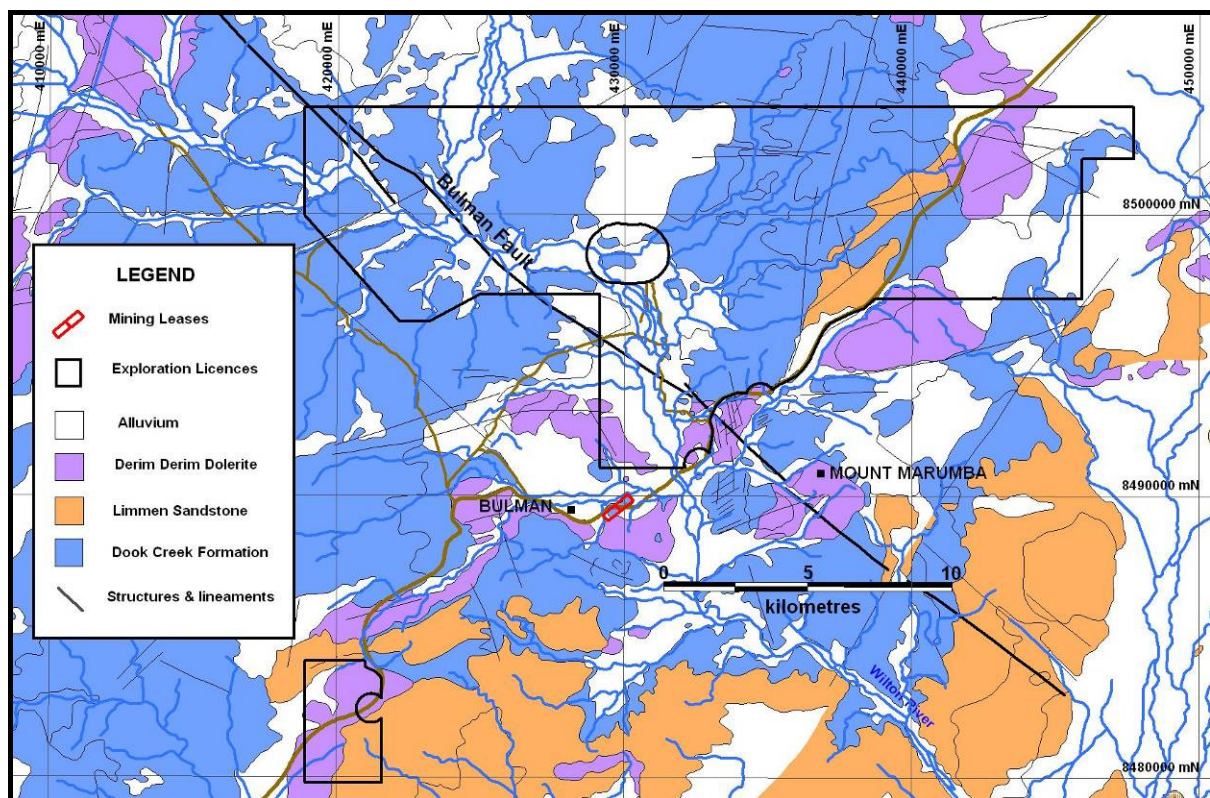 410000 mE
420000 mE
430000 mE
440000 mE
450000 mE
Bulman Fault
8500000 mN
LEGEND
Mining Leases
Exploration Licences
Alluvium
Derim Derim Dolerite
Limmen Sandstone
Dook Creek Formation
Structures & lineaments
MOUNT MARUMBA
8490000 mN
BULMAN
0 5 10
kilometres
Wilton River
8480000 mN